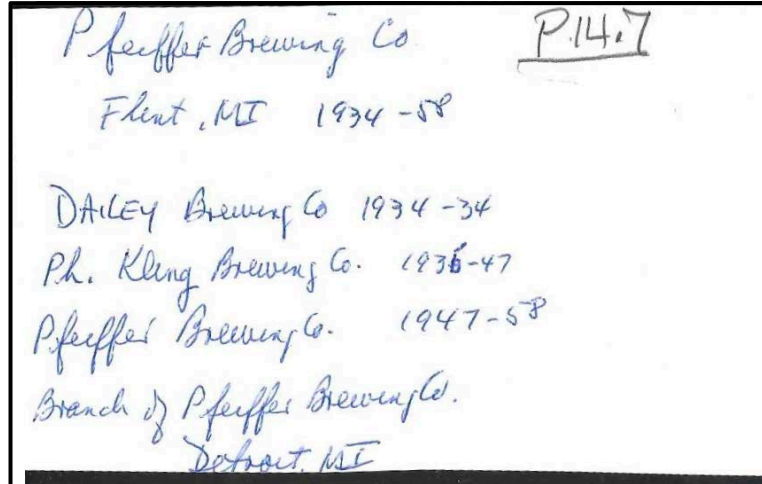 Pfeiffer Brewing Co P.14.7
Flint, MI 1934-58
DAILEY Brewing Co 1934-34
Ph. Kling Brewing Co. 1936-47
Pfeiffer Brewing Co. 1947-58
Branch of Pfeiffer Brewing Co.
Detroit, MI